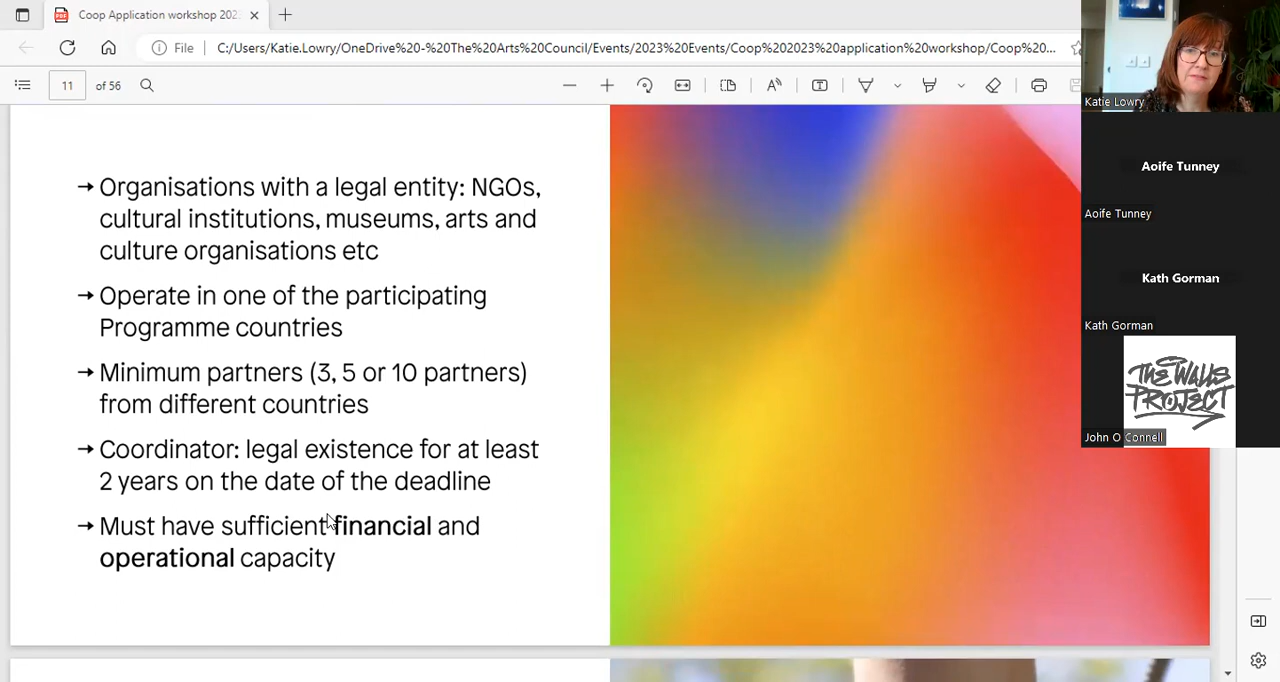 Coop Application workshop 202
File
C:/Users/Katie.Lowry/OneDrive%20-%20The%20Arts%20Council/Events/2023%20Events/Coop%202023%20application%20workshop/Coop%20...
11
of 56
→ Organisations with a legal entity: NGOs,
cultural institutions, museums, arts and
culture organisations etc
→ Operate in one of the participating
Programme countries
→ Minimum partners (3, 5 or 10 partners)
from different countries
→ Coordinator: legal existence for at least
2 years on the date of the deadline
→ Must have sufficient financial and
operational capacity
Katie Lowry
Aoife Tunney
Aoife Tunney
Kath Gorman
Kath Gorman
THE WALLS
PROJECT
John O Connell